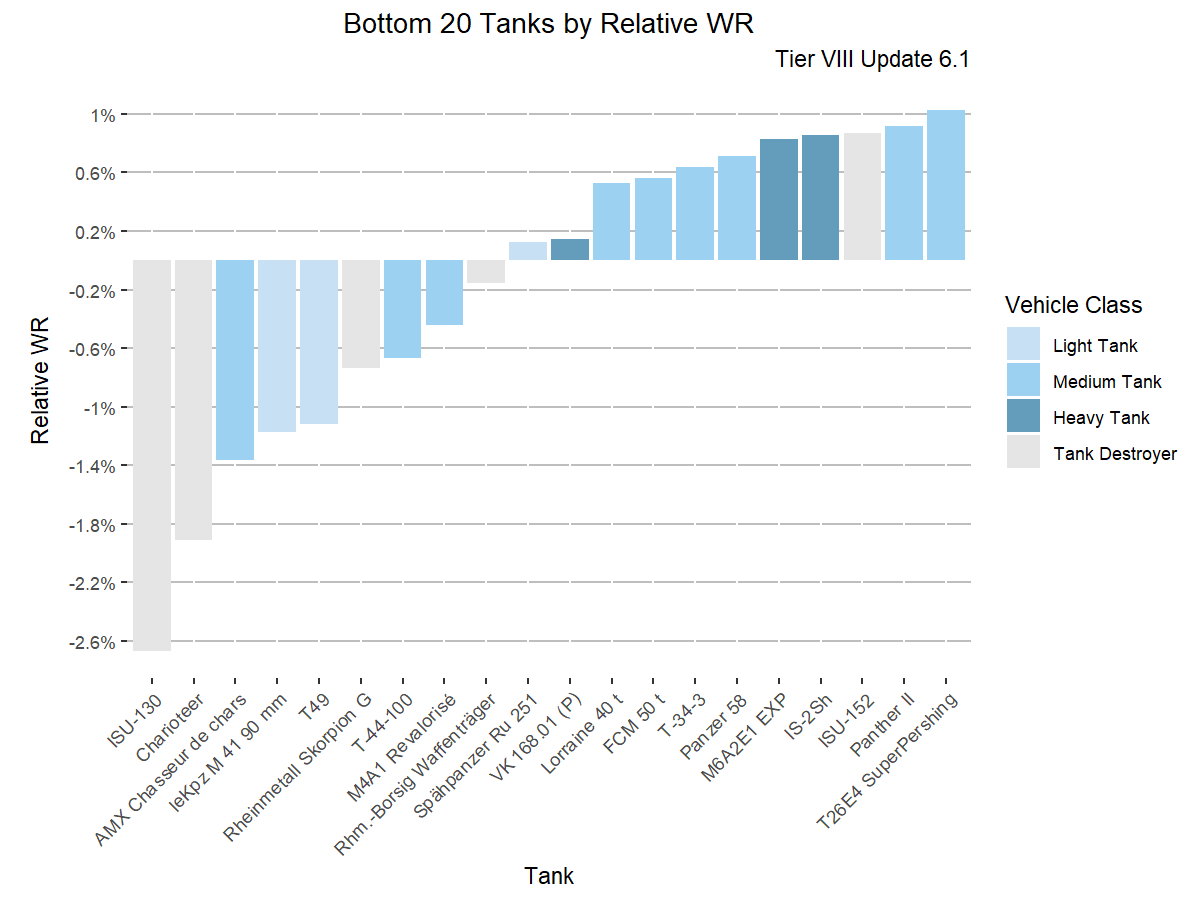 Bottom 20 Tanks by Relative WR
Tier VIII Update 6.1
Relative WR
1%
0.6%
0.2%
-0.2%
-0.6%
-1%
-1.4%
-1.8%
-2.2%
-2.6%
ISU-130
Charioteer
AMX Chasseur de chars
leKpz M 41 90 mm
T49
Rheinmetall Skorpion G
T-44-100
M4A1 Revalorisé
Rhm.-Borsig Waffenträger
Spähpanzer Ru 251
VK 168.01 (P)
Lorraine 40 t
FCM 50 t
T-34-3
Panzer 58
M6A2E1 EXP
IS-2Sh
ISU-152
Panther II
T26E4 SuperPershing
Tank
Vehicle Class
Light Tank
Medium Tank
Heavy Tank
Tank Destroyer